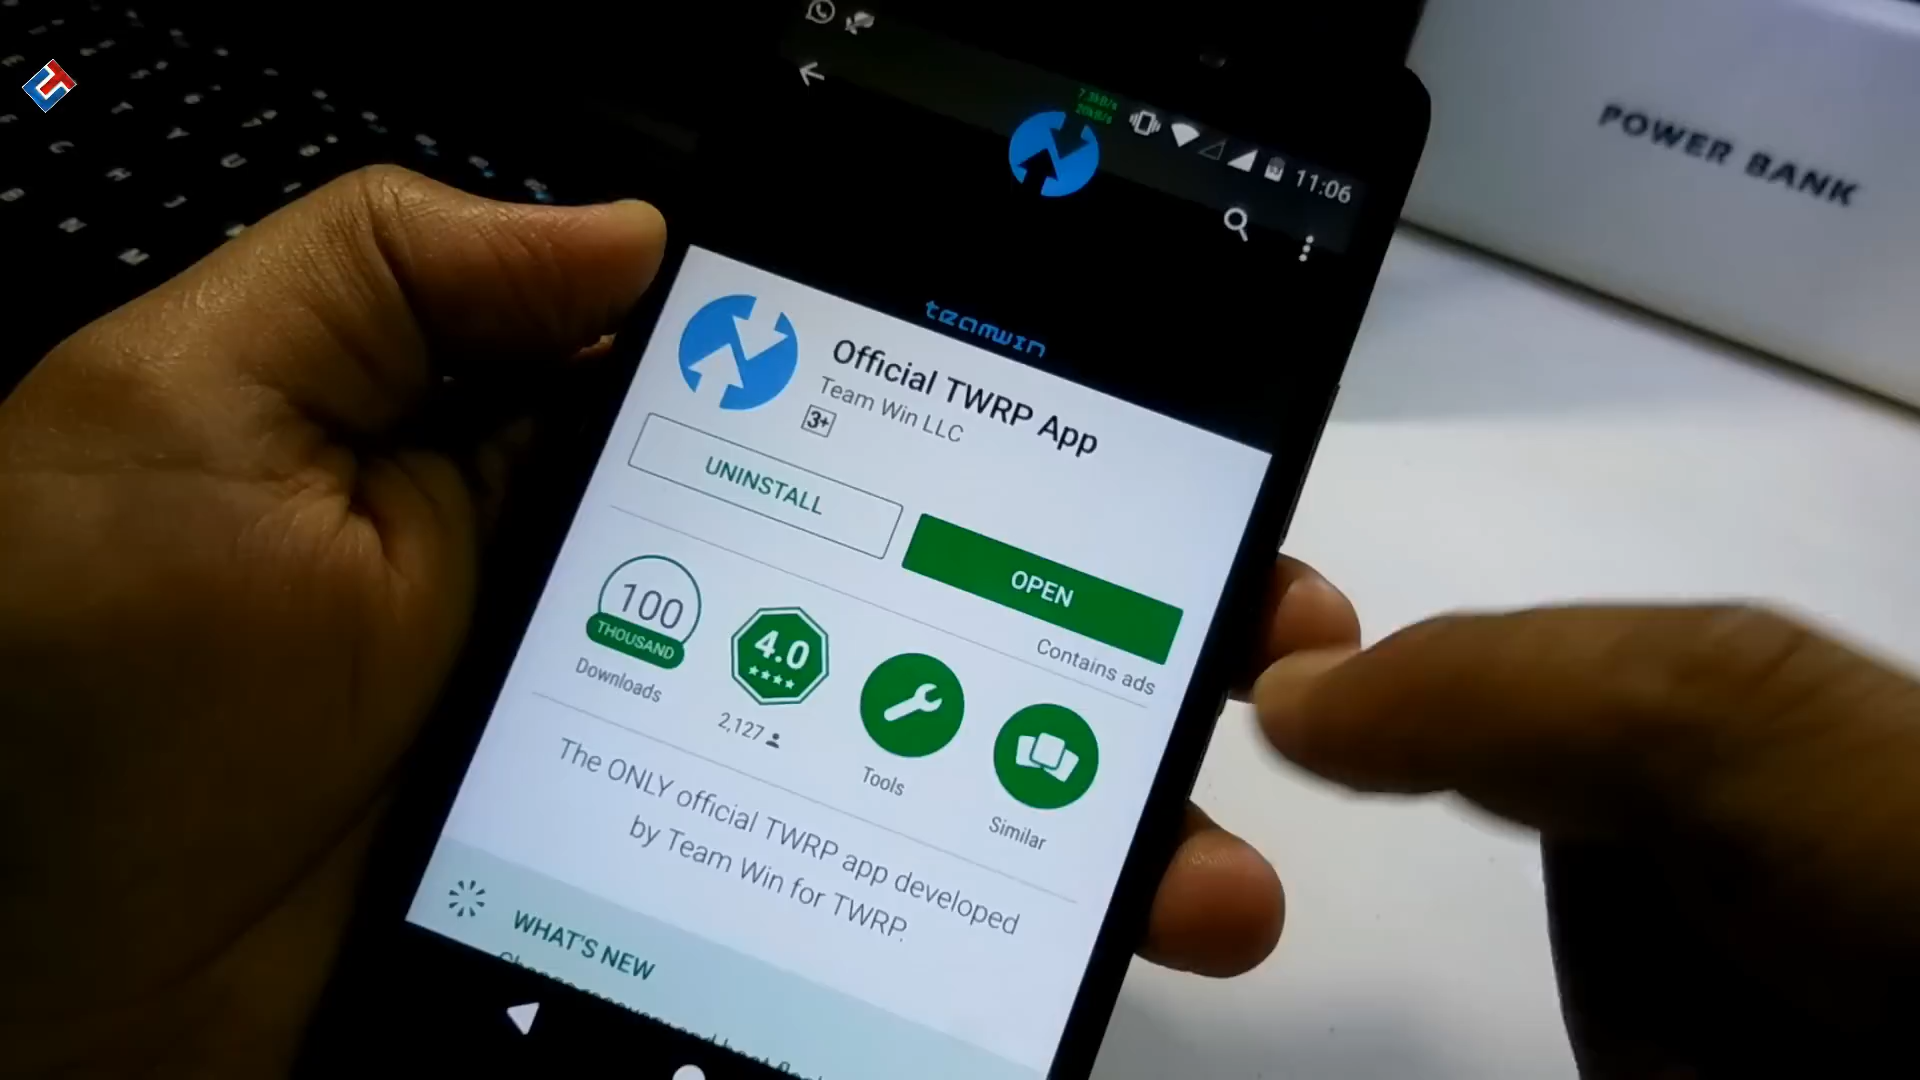 POWER BANK
11:06
teamwin
Official TWRP App
Team Win LLC
3+
UNINSTALL
OPEN
Contains ads
100
THOUSAND
Downloads
4.0
2,127
Tools
Similar
The ONLY official TWRP app developed
by Team Win for TWRP.
WHAT'S NEW